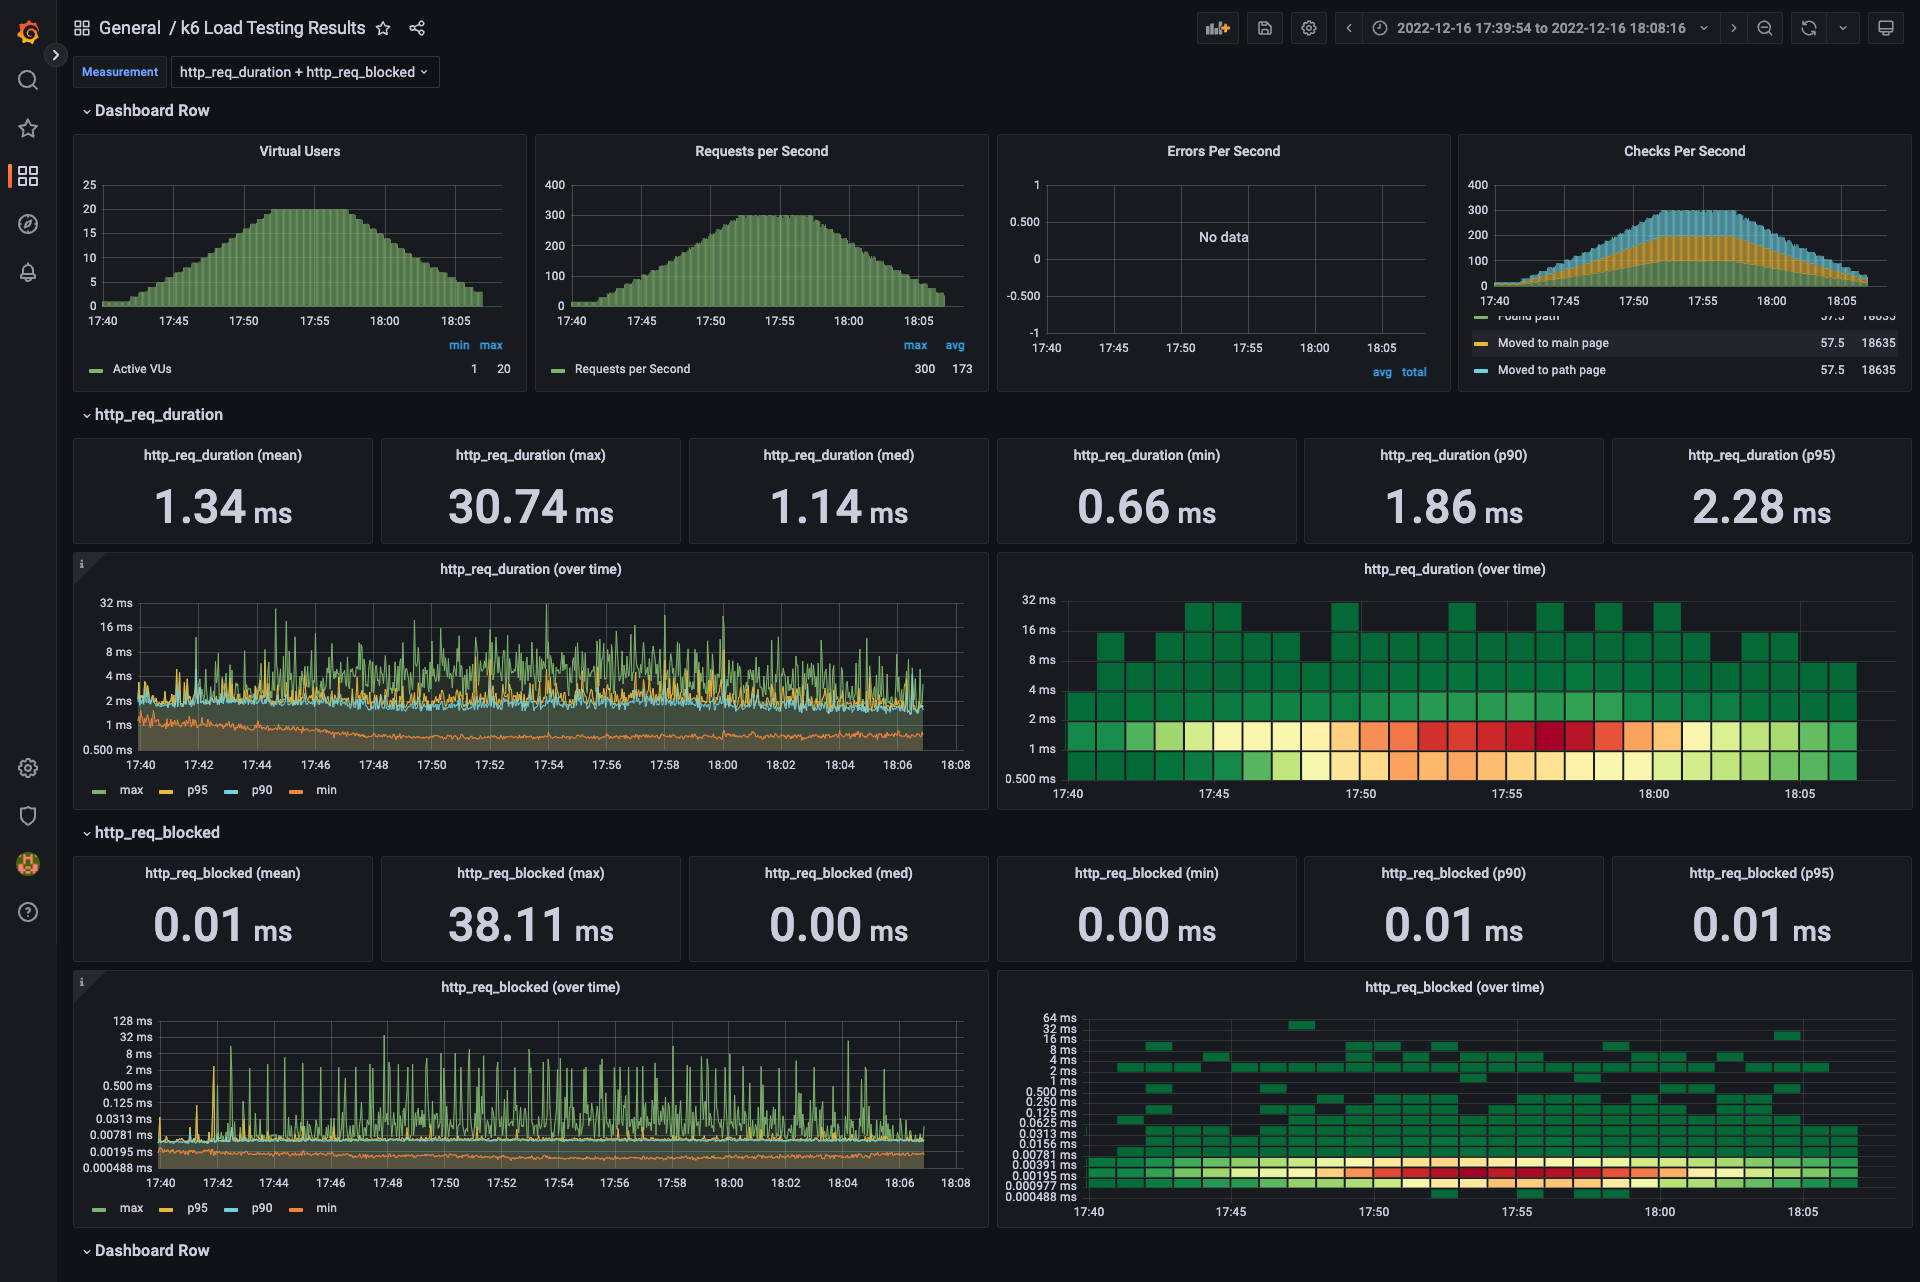 General / k6 Load Testing Results
2022-12-16 17:39:54 to 2022-12-16 18:08:16
Measurement http_req_duration + http_req_blocked
Dashboard Row
Virtual Users
25
20
15
10
5
0
17:40 17:45 17:50 17:55 18:00 18:05
min max
Active VUs 1 20
Requests per Second
400
300
200
100
0
17:40 17:45 17:50 17:55 18:00 18:05
max avg
Requests per Second 300 173
Errors Per Second
1
0.500
0
-0.500
-1
No data
17:40 17:45 17:50 17:55 18:00 18:05
avg total
Checks Per Second
400
300
200
100
0
17:40 17:45 17:50 17:55 18:00 18:05
Found path 57.5 18635
Moved to main page 57.5 18635
Moved to path page 57.5 18635
http_req_duration
http_req_duration (mean)
1.34 ms
http_req_duration (max)
30.74 ms
http_req_duration (med)
1.14 ms
http_req_duration (min)
0.66 ms
http_req_duration (p90)
1.86 ms
http_req_duration (p95)
2.28 ms
i
http_req_duration (over time)
32 ms
16 ms
8 ms
4 ms
2 ms
1 ms
0.500 ms
17:40 17:42 17:44 17:46 17:48 17:50 17:52 17:54 17:56 17:58 18:00 18:02 18:04 18:06 18:08
max p95 p90 min
http_req_duration (over time)
32 ms
16 ms
8 ms
4 ms
2 ms
1 ms
0.500 ms
17:40 17:45 17:50 17:55 18:00 18:05
http_req_blocked
http_req_blocked (mean)
0.01 ms
http_req_blocked (max)
38.11 ms
http_req_blocked (med)
0.00 ms
http_req_blocked (min)
0.00 ms
http_req_blocked (p90)
0.01 ms
http_req_blocked (p95)
0.01 ms
i
http_req_blocked (over time)
128 ms
32 ms
8 ms
2 ms
0.500 ms
0.125 ms
0.0313 ms
0.00781 ms
0.00195 ms
0.000488 ms
17:40 17:42 17:44 17:46 17:48 17:50 17:52 17:54 17:56 17:58 18:00 18:02 18:04 18:06 18:08
max p95 p90 min
http_req_blocked (over time)
64 ms
32 ms
16 ms
8 ms
4 ms
2 ms
1 ms
0.500 ms
0.250 ms
0.125 ms
0.0625 ms
0.0313 ms
0.0156 ms
0.00781 ms
0.00391 ms
0.00195 ms
0.000977 ms
0.000488 ms
17:40 17:45 17:50 17:55 18:00 18:05
Dashboard Row